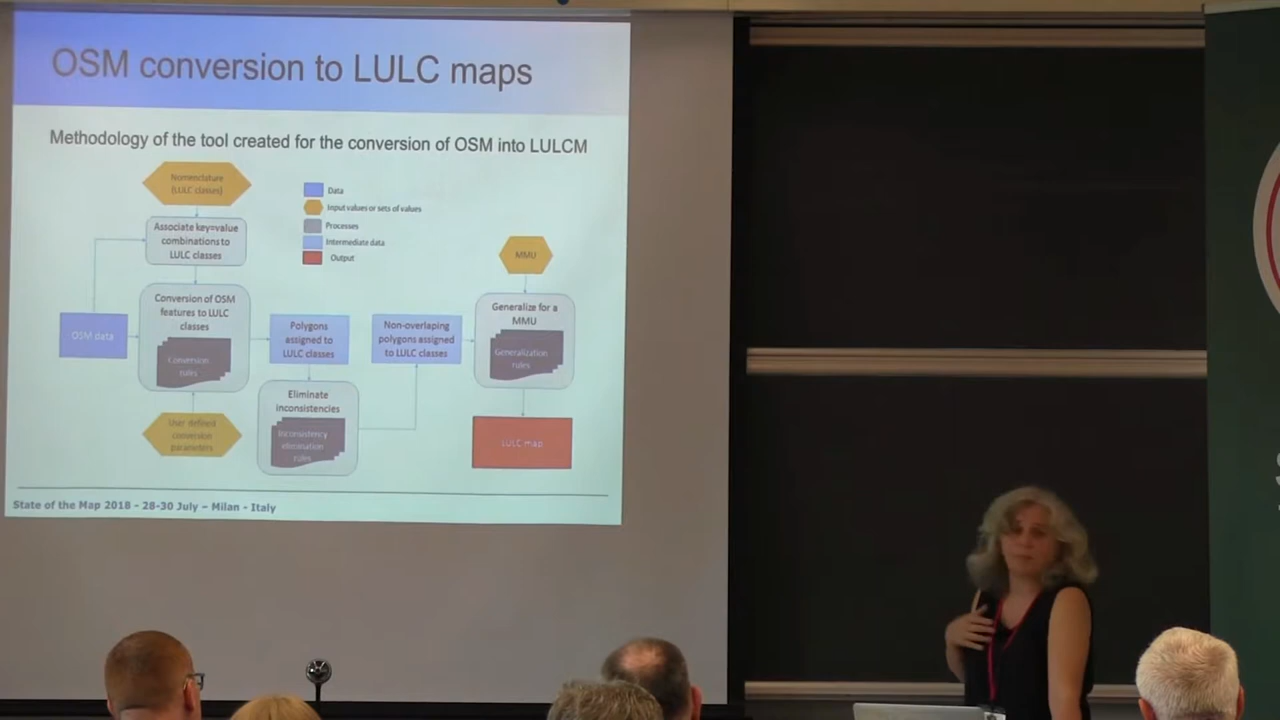 OSM conversion to LULC maps
Methodology of the tool created for the conversion of OSM into LULCM
Nomenclature
(LULC classes)
Data
Input values or sets of values
Processes
Intermediate data
Output
Associate key=value
combinations to
LULC classes
MMU
Conversion of OSM
features to LULC
classes
Conversion
rules
OSM data
Polygons
assigned to
LULC classes
Non-overlaping
polygons assigned
to LULC classes
Generalize for a
MMU
Generalization
rules
Eliminate
inconsistencies
Inconsistency
elimination
rules
User defined
conversion
parameters
LULC map
State of the Map 2018 - 28-30 July – Milan - Italy